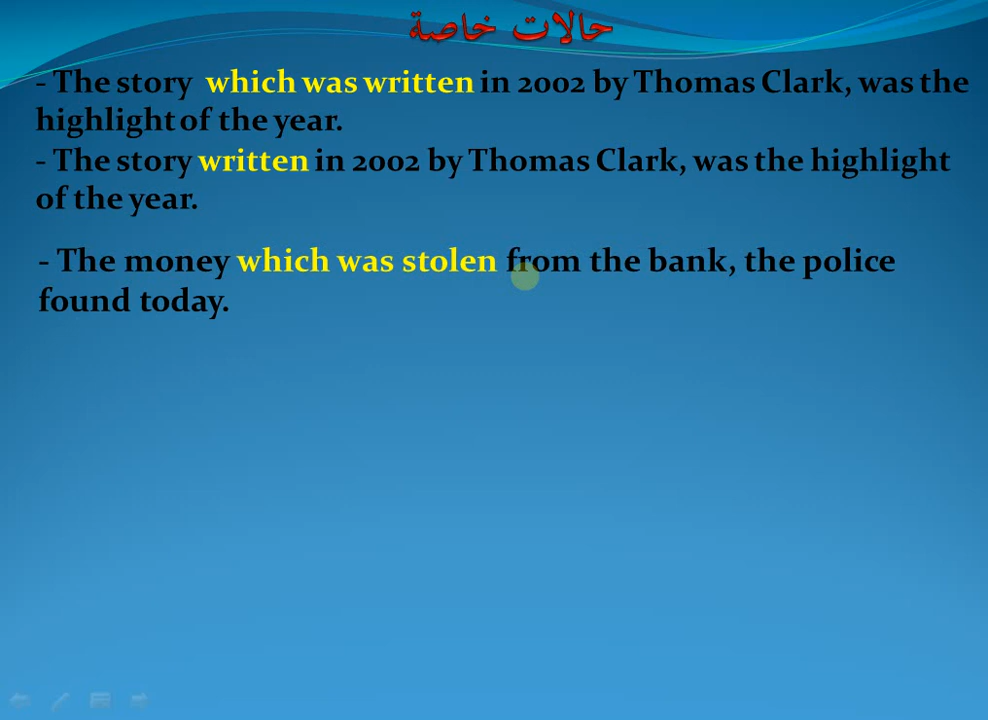 حالات خاصة
- The story which was written in 2002 by Thomas Clark, was the
highlight of the year.
- The story written in 2002 by Thomas Clark, was the highlight
of the year.
- The money which was stolen from the bank, the police
found today.